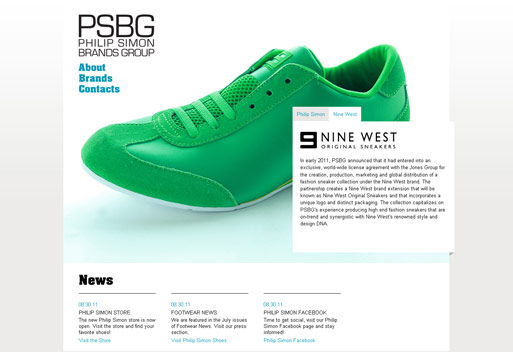 PSBG
PHILIP SIMON
BRANDS GROUP
About
Brands
Contacts
Philip Simon
Nine West
9 NINE WEST
ORIGINAL SNEAKERS
In early 2011, PSBG announced that it had entered into an
exclusive, world-wide license agreement with the Jones Group for
the creation, production, marketing and global distribution of a
fashion sneaker collection under the Nine West brand. The
partnership creates a Nine West brand extension that will be
known as Nine West Original Sneakers and that incorporates a
unique logo and distinct packaging. The collection capitalizes on
PSBG's experience producing high end fashion sneakers that are
on-trend and synergistic with Nine West's renowned style and
design DNA.
News
08.30.11
PHILIP SIMON STORE
The new Philip Simon store is now
open. Visit the store and find your
favorite shoes!
Visit the Store
08.30.11
FOOTWEAR NEWS
We are featured in the July issues
of Footwear News. Visit our press
section.
Visit Philip Simon Shoes
08.30.11
PHILIP SIMON FACEBOOK
Time to get social, visit our Philip
Simon Facebook page and stay
informed!
Philip Simon Facebook